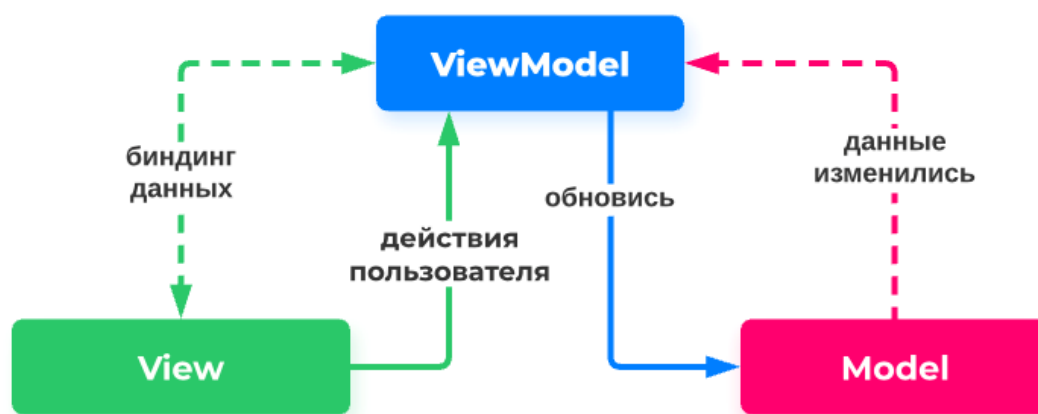 ViewModel
биндинг
данных
действия
пользователя
обновись
данные
изменились
View
Model